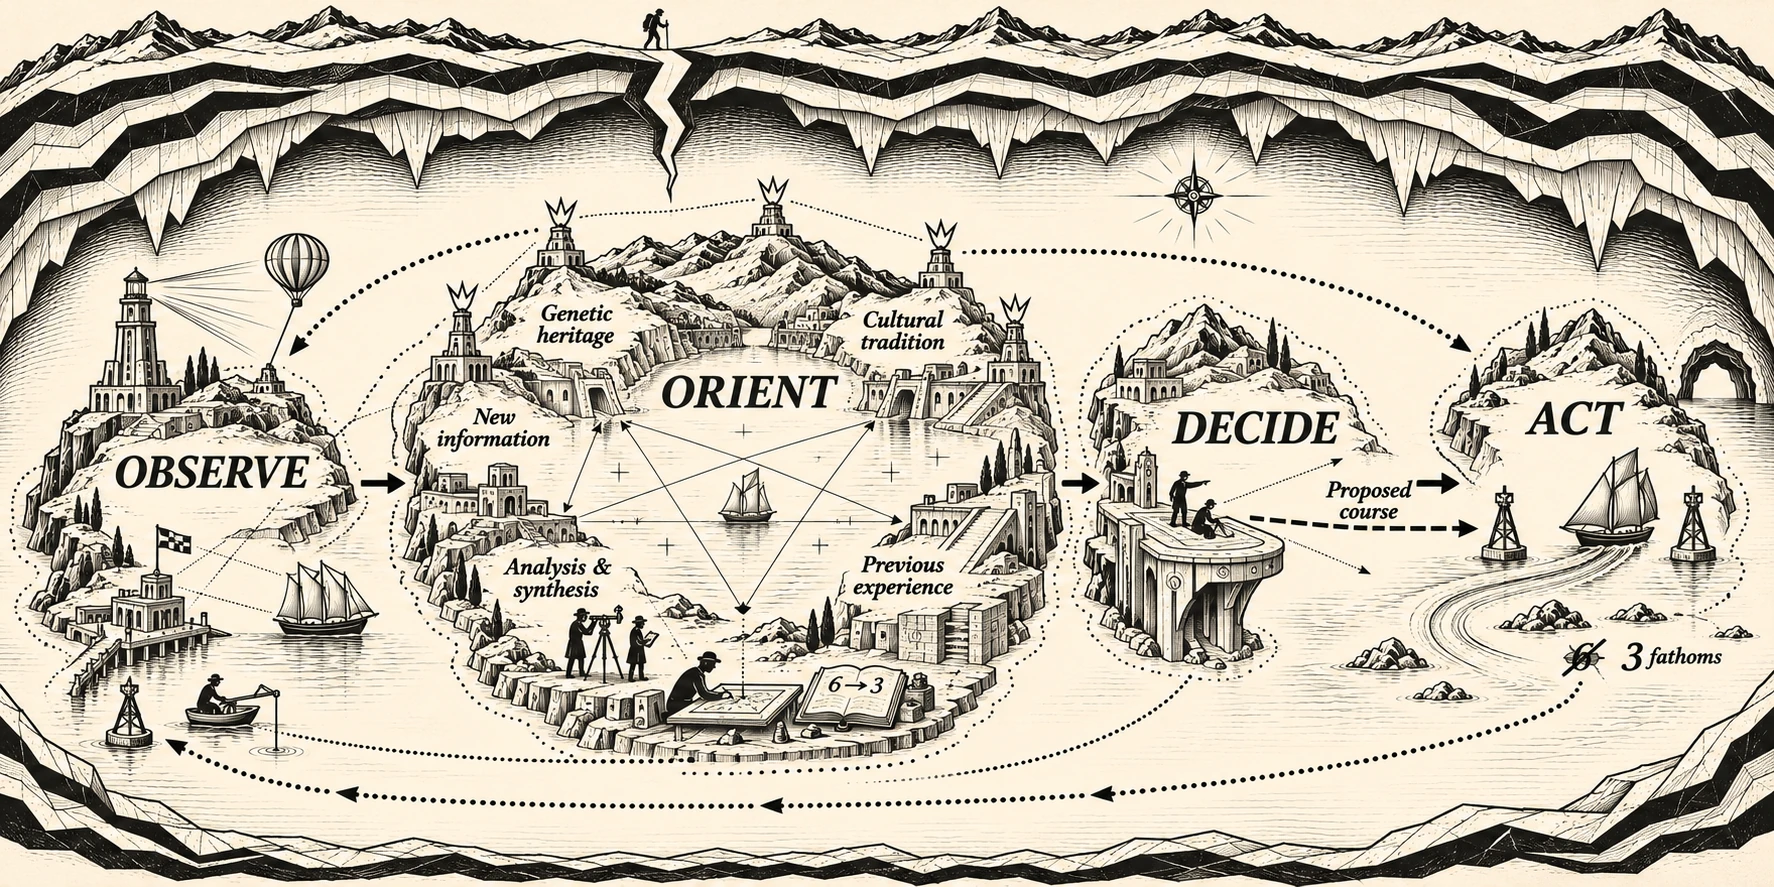 Genetic
heritage
Cultural
tradition
ORIENT
New
information
OBSERVE
DECIDE
ACT
Proposed
course
Analysis &
synthesis
Previous
experience
6→3
6 3 fathoms